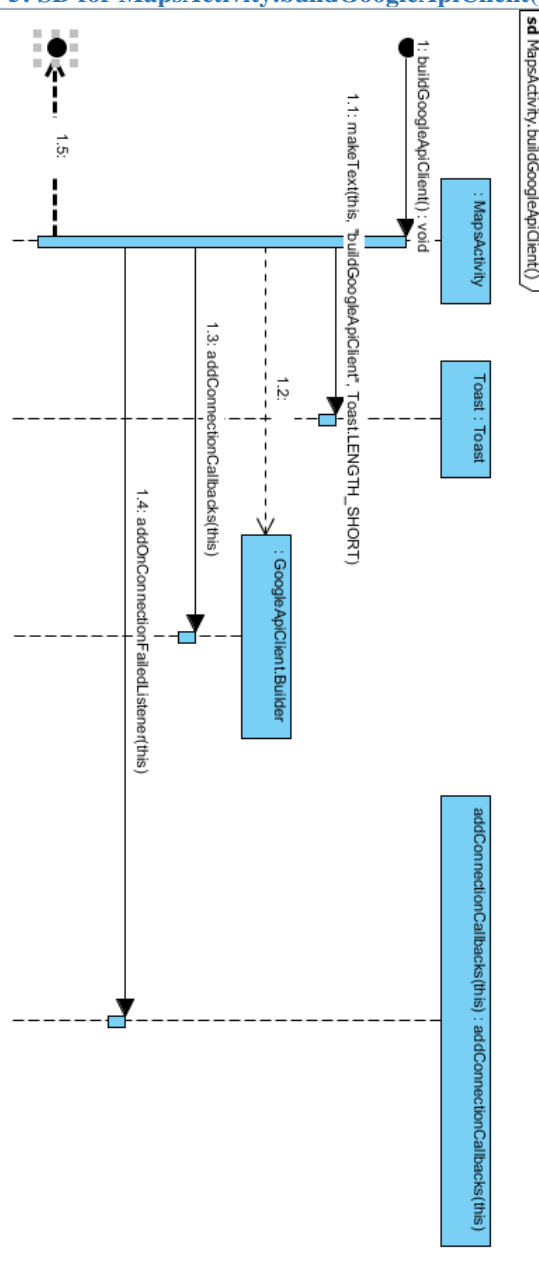 5. SD for MapsActivity.buildGoogleApiClient(
sd MapsActivity.buildGoogleApiClient()
: MapsActivity
Toast : Toast
: GoogleApiClient.Builder
addConnectionCallbacks(this) : addConnectionCallbacks(this)
1: buildGoogleApiClient() : void
1.1: makeText(this, "buildGoogleApiClient", Toast.LENGTH_SHORT)
1.2:
1.3: addConnectionCallbacks(this)
1.4: addOnConnectionFailedListener(this)
1.5: